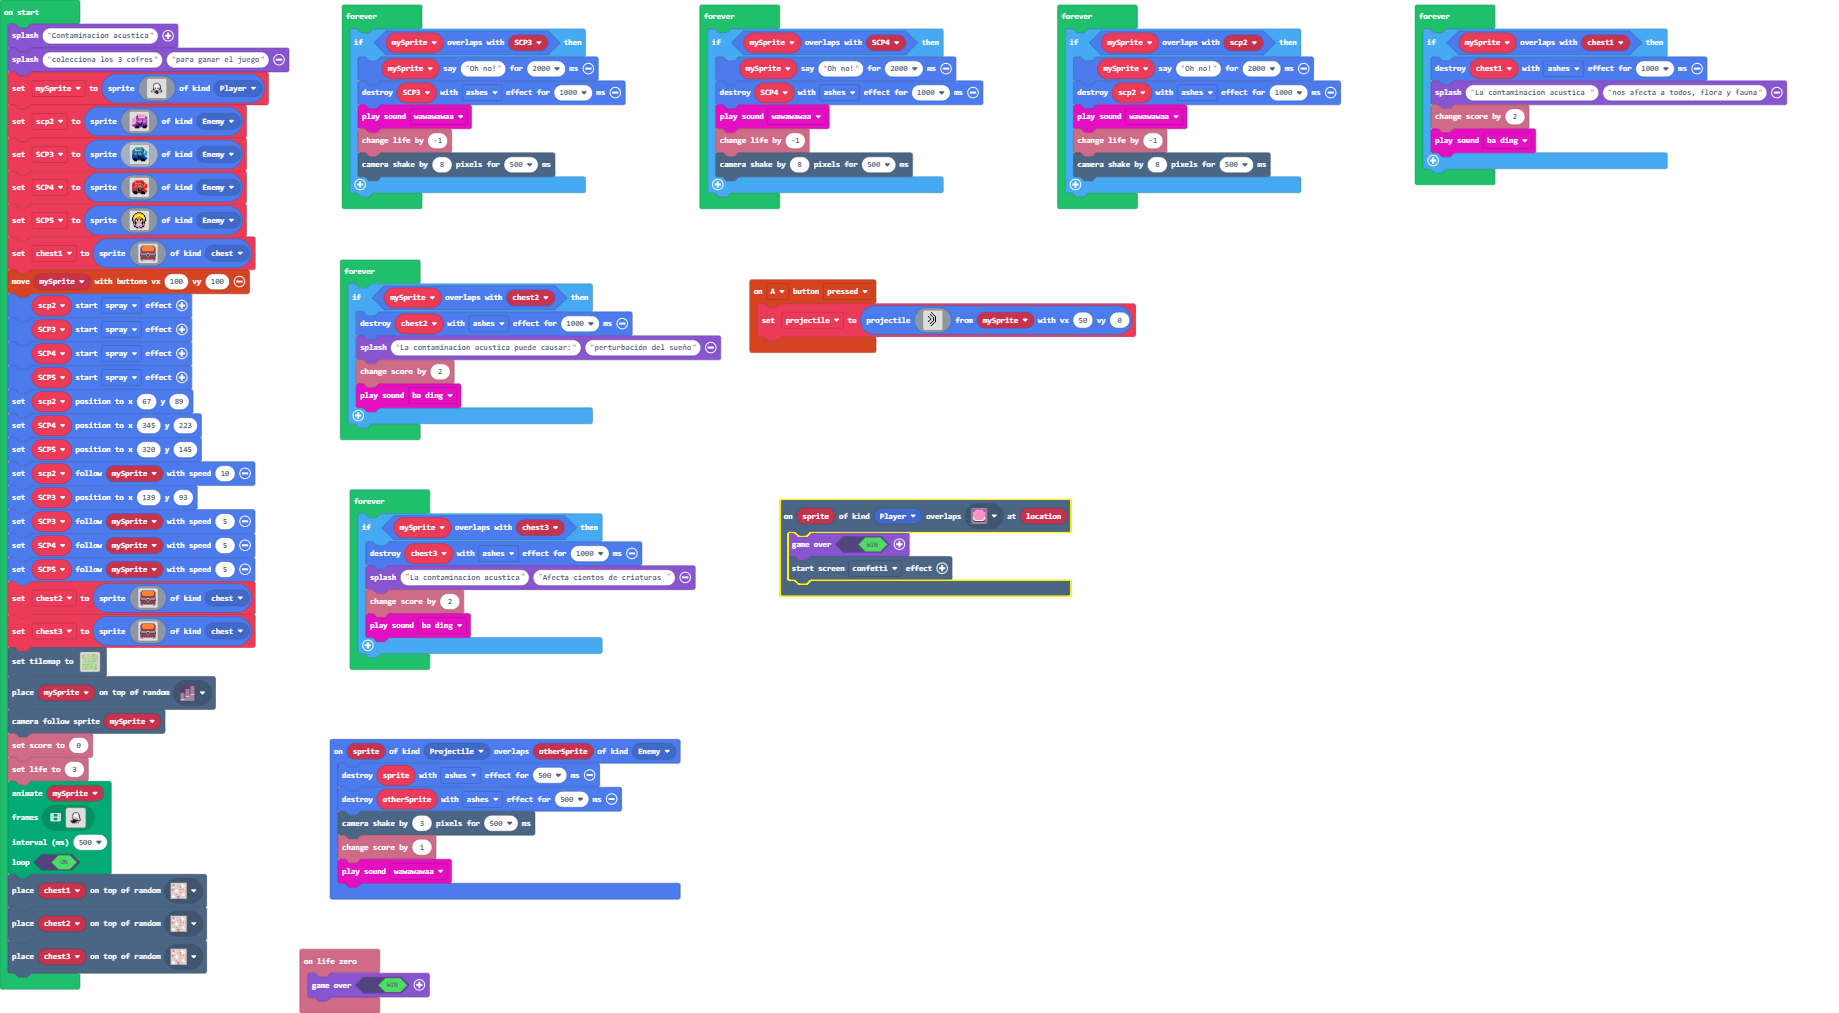 on start
splash "Contaminacion acustica"
splash "colecciona los 3 cofres" "para ganar el juego"
set mySprite to sprite of kind Player
set scp2 to sprite of kind Enemy
set SCP3 to sprite of kind Enemy
set SCP4 to sprite of kind Enemy
set SCP5 to sprite of kind Enemy
set chest1 to sprite of kind chest
move mySprite with buttons vx 100 vy 100
scp2 start spray effect
SCP3 start spray effect
SCP4 start spray effect
SCP5 start spray effect
set scp2 position to x 67 y 89
set SCP4 position to x 345 y 223
set SCP5 position to x 320 y 145
set scp2 follow mySprite with speed 10
set SCP3 position to x 139 y 93
set SCP3 follow mySprite with speed 5
set SCP4 follow mySprite with speed 5
set SCP5 follow mySprite with speed 5
set chest2 to sprite of kind chest
set chest3 to sprite of kind chest
set tilemap to
place mySprite on top of random
camera follow sprite mySprite
set score to 0
set life to 3
animate mySprite
frames
interval (ms) 500
loop ON
place chest1 on top of random
place chest2 on top of random
place chest3 on top of random
forever
if mySprite overlaps with SCP3 then
mySprite say "Oh no!" for 2000 ms
destroy SCP3 with ashes effect for 1000 ms
play sound wawawawaa
change life by -1
camera shake by 8 pixels for 500 ms
forever
if mySprite overlaps with SCP4 then
mySprite say "Oh no!" for 2000 ms
destroy SCP4 with ashes effect for 1000 ms
play sound wawawawaa
change life by -1
camera shake by 8 pixels for 500 ms
forever
if mySprite overlaps with scp2 then
mySprite say "Oh no!" for 2000 ms
destroy scp2 with ashes effect for 1000 ms
play sound wawawawaa
change life by -1
camera shake by 8 pixels for 500 ms
forever
if mySprite overlaps with chest1 then
destroy chest1 with ashes effect for 1000 ms
splash "La contaminacion acustica " "nos afecta a todos, flora y fauna"
change score by 2
play sound ba ding
forever
if mySprite overlaps with chest2 then
destroy chest2 with ashes effect for 1000 ms
splash "La contaminacion acustica puede causar:" "perturbación del sueño"
change score by 2
play sound ba ding
on A button pressed
set projectile to projectile from mySprite with vx 50 vy 0
forever
if mySprite overlaps with chest3 then
destroy chest3 with ashes effect for 1000 ms
splash "La contaminacion acustica" "Afecta cientos de criaturas "
change score by 2
play sound ba ding
on sprite of kind Player overlaps at location
game over WIN
start screen confetti effect
on sprite of kind Projectile overlaps otherSprite of kind Enemy
destroy sprite with ashes effect for 500 ms
destroy otherSprite with ashes effect for 500 ms
camera shake by 3 pixels for 500 ms
change score by 1
play sound wawawawaa
on life zero
game over WIN